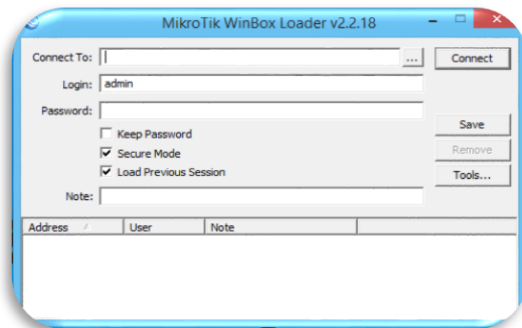 MikroTik WinBox Loader v2.2.18
Connect To: ... Connect
Login: admin
Password:
Keep Password
Save
Secure Mode
Remove
Load Previous Session
Tools...
Note:
Address User Note